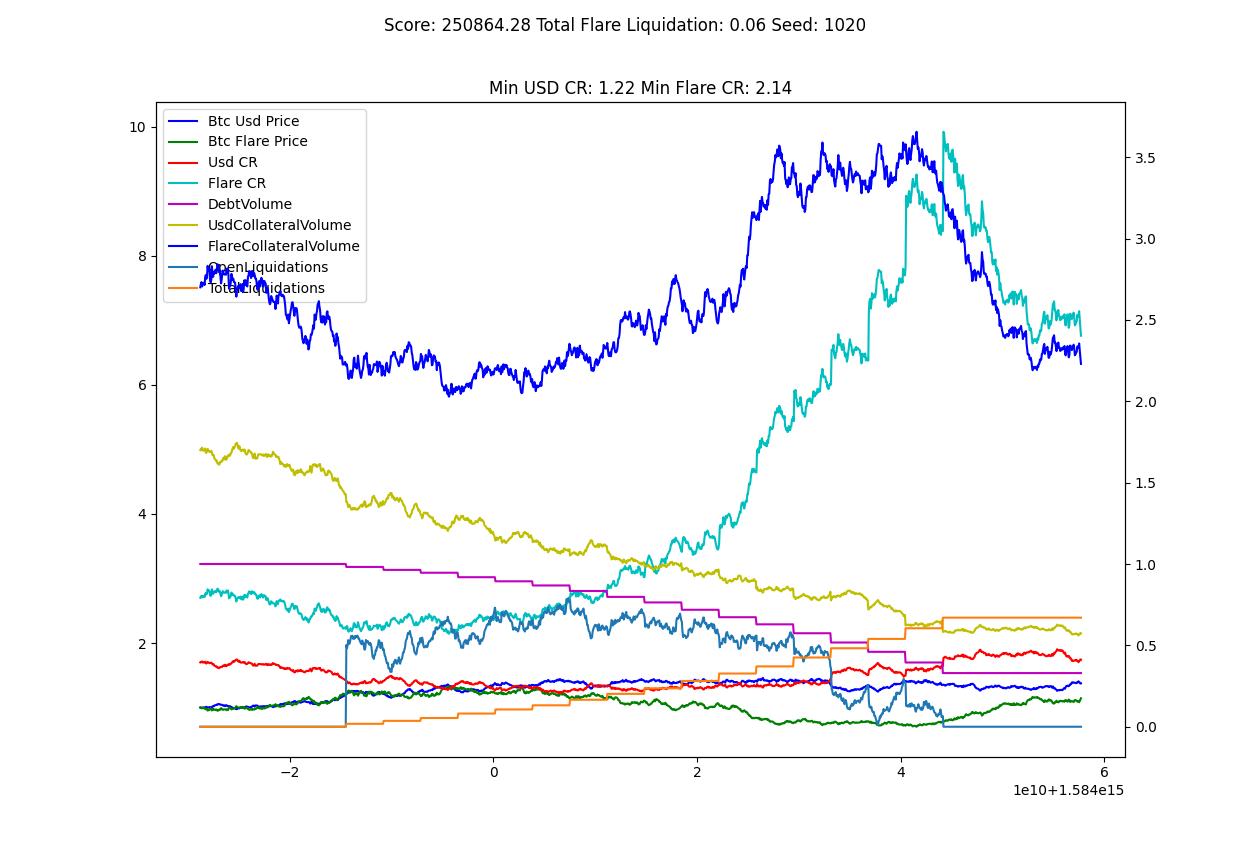 Score: 250864.28 Total Flare Liquidation: 0.06 Seed: 1020
Min USD CR: 1.22 Min Flare CR: 2.14
Btc Usd Price
Btc Flare Price
Usd CR
Flare CR
DebtVolume
UsdCollateralVolume
FlareCollateralVolume
OpenLiquidations
TotalLiquidations
10
8
6
4
2
3.5
3.0
2.5
2.0
1.5
1.0
0.5
0.0
−2 0 2 4 6
1e10+1.584e15